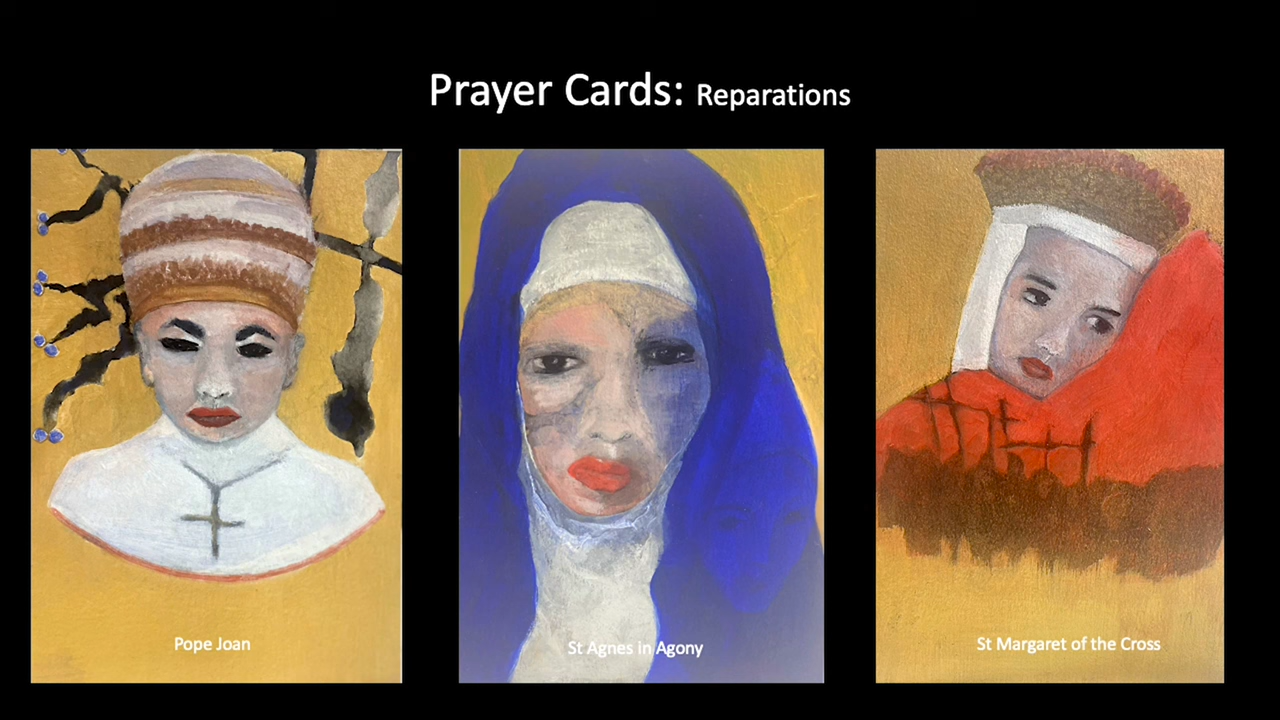 Prayer Cards: Reparations
Pope Joan
St Agnes in Agony
St Margaret of the Cross